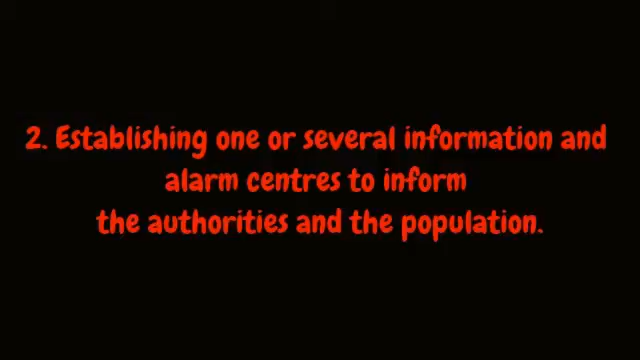 2. Establishing one or several information and
alarm centres to inform
the authorities and the population.